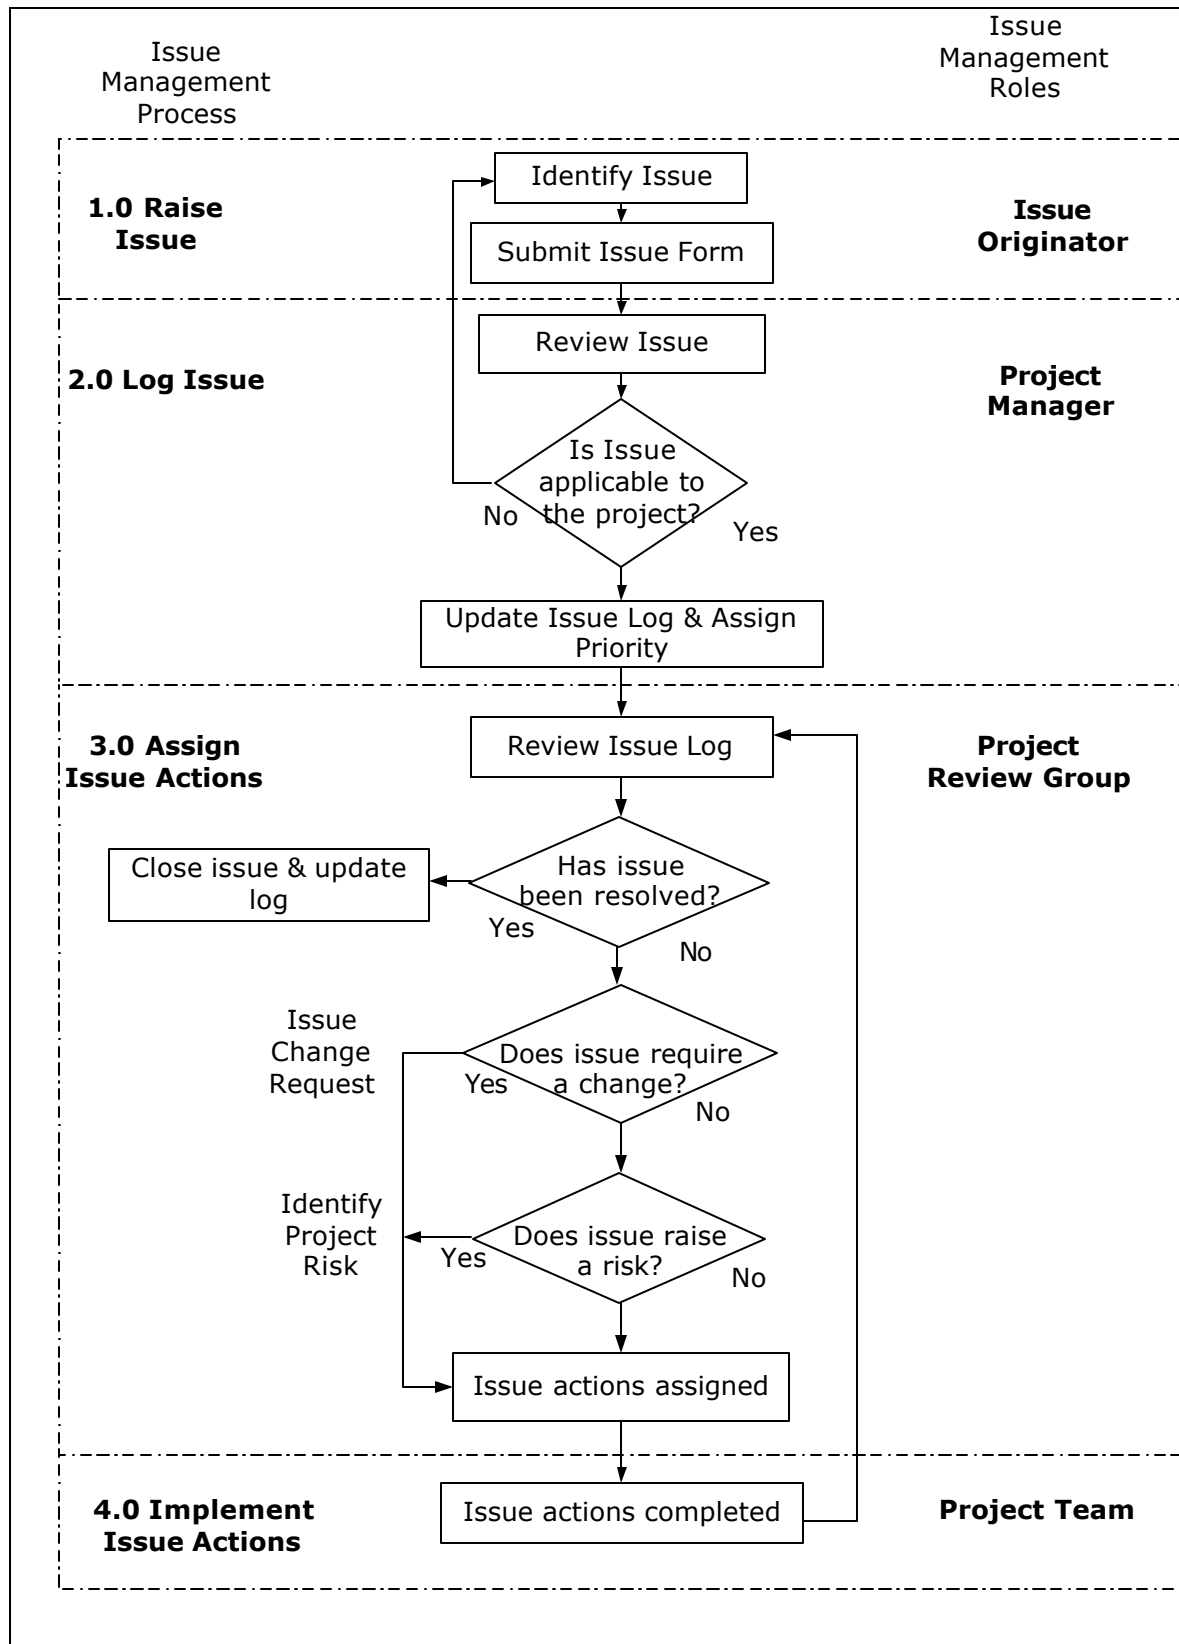 Issue
Management
Process
Issue
Management
Roles
1.0 Raise
Issue
Identify Issue
Submit Issue Form
Issue
Originator
2.0 Log Issue
Review Issue
Is Issue
applicable to
the project?
No
Yes
Update Issue Log & Assign
Priority
Project
Manager
3.0 Assign
Issue Actions
Review Issue Log
Project
Review Group
Has issue
been resolved?
Close issue & update
log
Yes
No
Issue
Change
Request
Does issue require
a change?
Yes
No
Identify
Project
Risk
Does issue raise
a risk?
Yes
No
Issue actions assigned
4.0 Implement
Issue Actions
Issue actions completed
Project Team